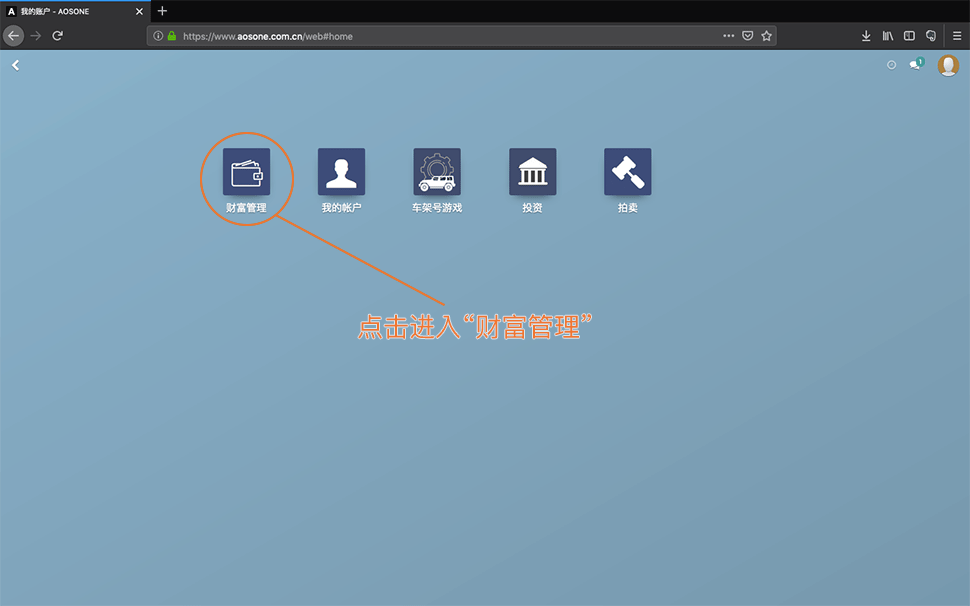 A 我的账户 - AOSONE
https://www.aosone.com.cn/web#home
1
财富管理
我的帐户
车架号游戏
投资
拍卖
点击进入“财富管理”